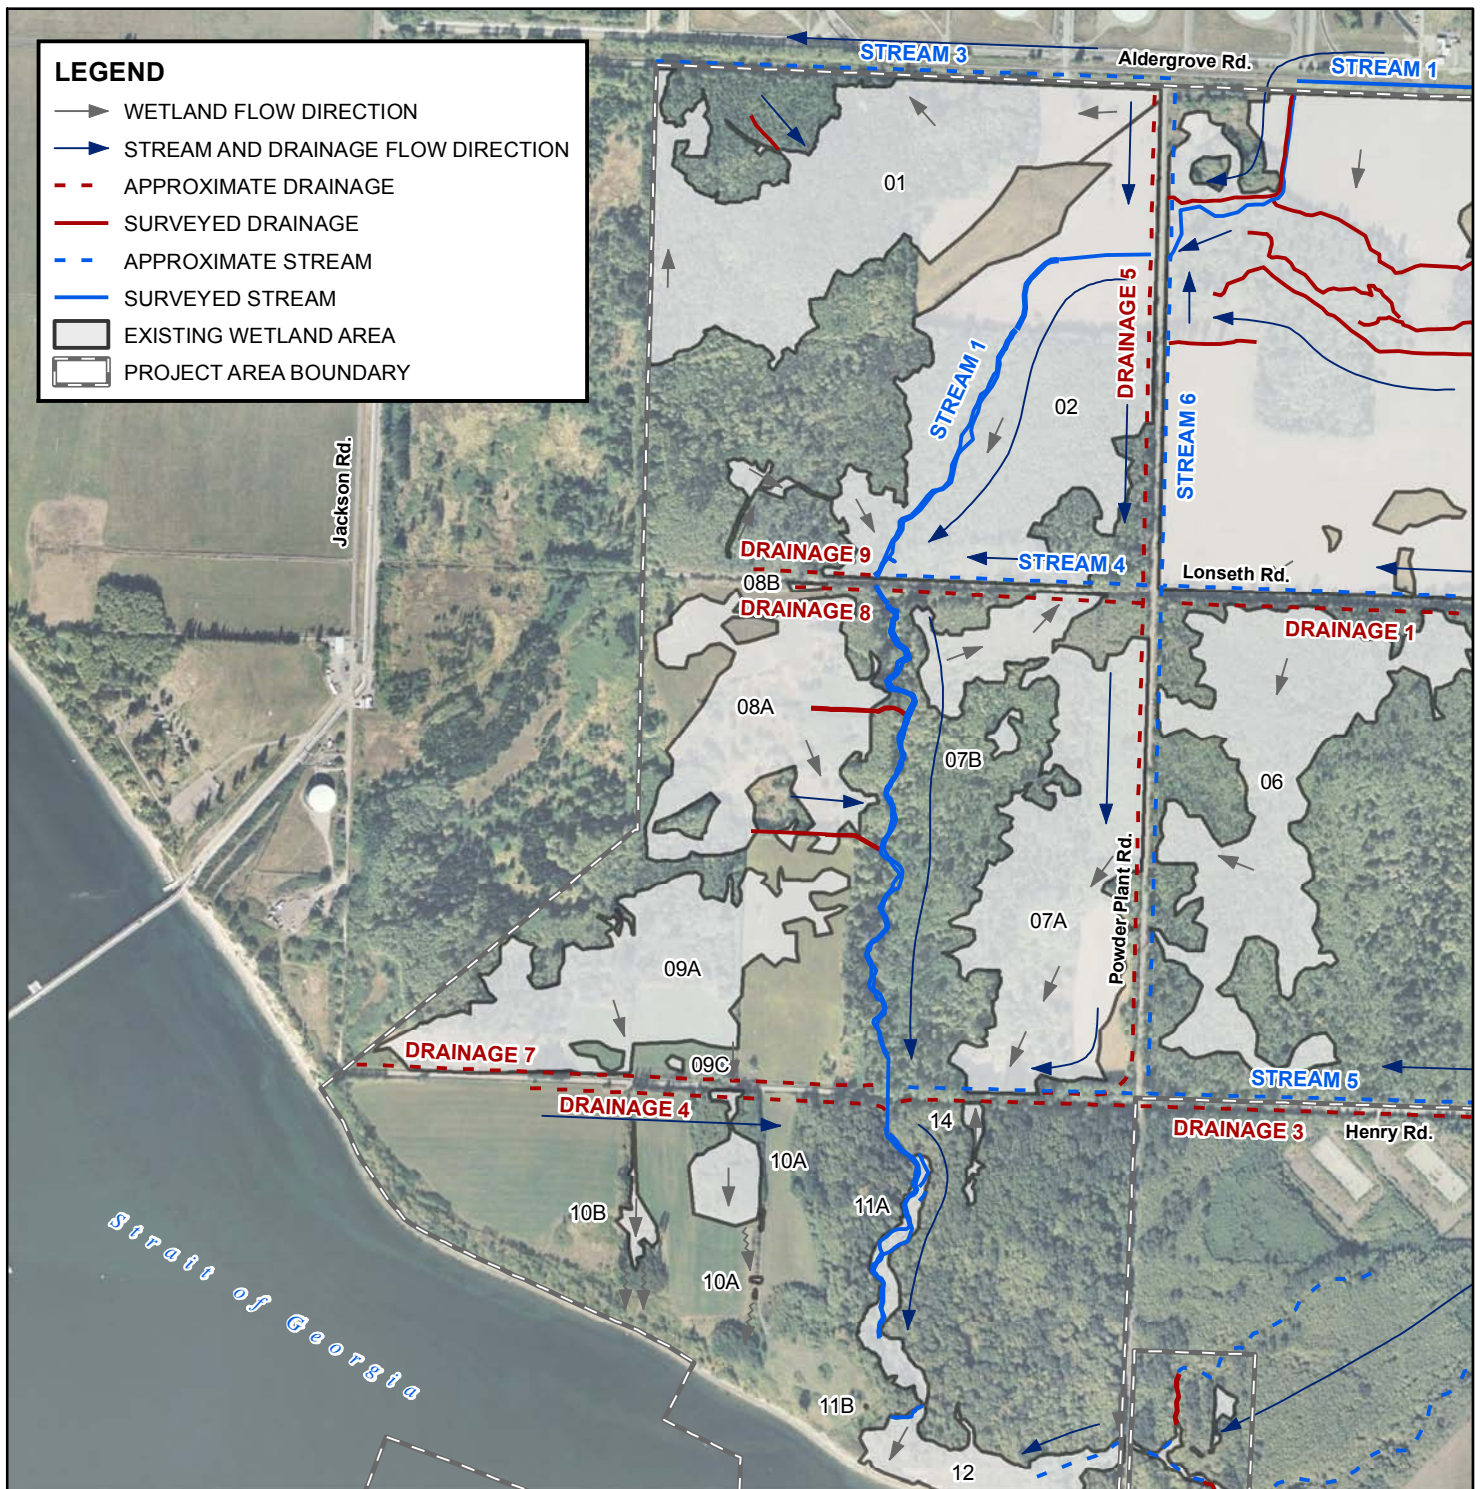 LEGEND
WETLAND FLOW DIRECTION
STREAM AND DRAINAGE FLOW DIRECTION
APPROXIMATE DRAINAGE
SURVEYED DRAINAGE
APPROXIMATE STREAM
SURVEYED STREAM
EXISTING WETLAND AREA
PROJECT AREA BOUNDARY
STREAM 3
Aldergrove Rd.
STREAM 1
01
DRAINAGE 5
STREAM 1
02
STREAM 6
Jackson Rd.
DRAINAGE 9
STREAM 4
Lonseth Rd.
08B
DRAINAGE 8
DRAINAGE 1
08A
07B
06
07A
Powder Plant Rd.
09A
DRAINAGE 7
09C
STREAM 5
DRAINAGE 4
14
DRAINAGE 3
Henry Rd.
10A
10B
11A
10A
Strait of Georgia
11B
12